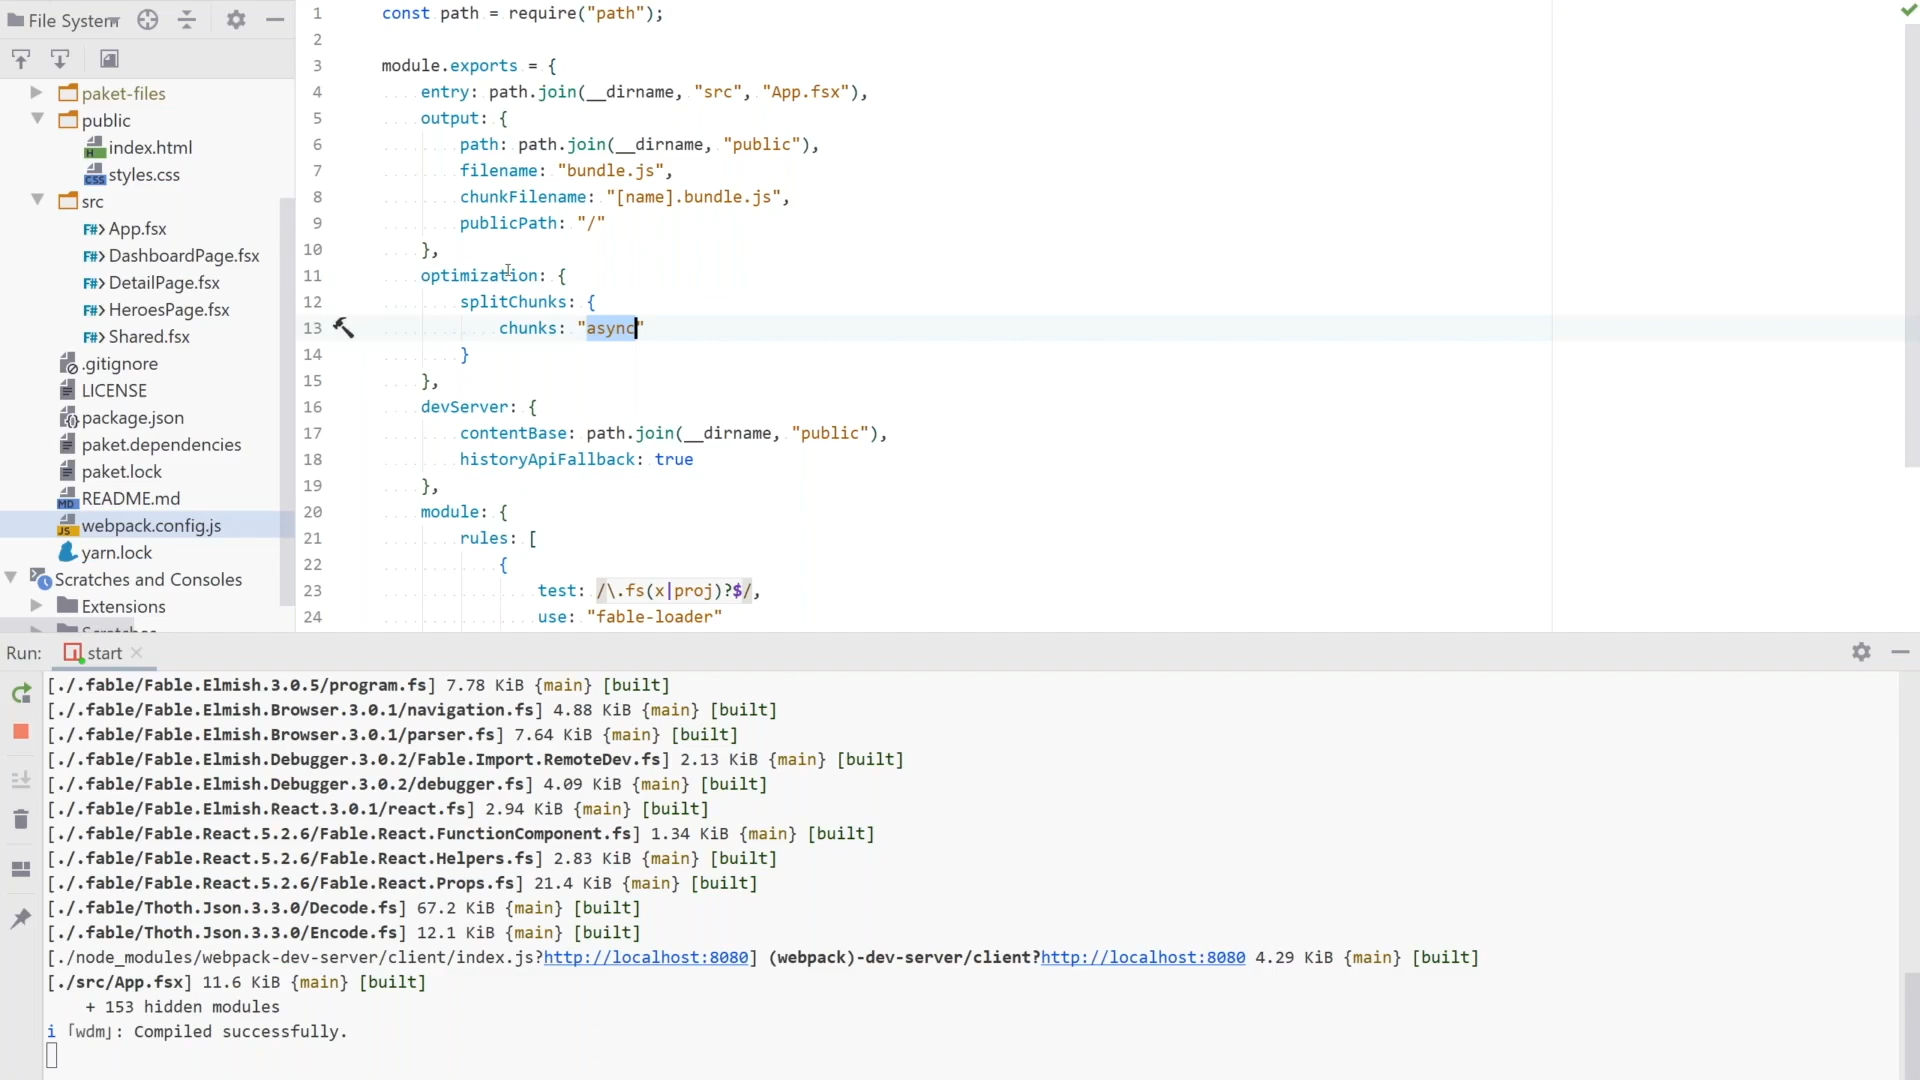 File System
paket-files
public
index.html
styles.css
src
App.fsx
DashboardPage.fsx
DetailPage.fsx
HeroesPage.fsx
Shared.fsx
.gitignore
LICENSE
package.json
paket.dependencies
paket.lock
README.md
webpack.config.js
yarn.lock
Scratches and Consoles
Extensions
Scratches
1 const path = require("path");
2
3 module.exports = {
4 entry: path.join(__dirname, "src", "App.fsx"),
5 output: {
6 path: path.join(__dirname, "public"),
7 filename: "bundle.js",
8 chunkFilename: "[name].bundle.js",
9 publicPath: "/"
10 },
11 optimization: {
12 splitChunks: {
13 chunks: "async"
14 }
15 },
16 devServer: {
17 contentBase: path.join(__dirname, "public"),
18 historyApiFallback: true
19 },
20 module: {
21 rules: [
22 {
23 test: /\.fs(x|proj)?$/,
24 use: "fable-loader"
Run: start
[./.fable/Fable.Elmish.3.0.5/program.fs] 7.78 KiB {main} [built]
[./.fable/Fable.Elmish.Browser.3.0.1/navigation.fs] 4.88 KiB {main} [built]
[./.fable/Fable.Elmish.Browser.3.0.1/parser.fs] 7.64 KiB {main} [built]
[./.fable/Fable.Elmish.Debugger.3.0.2/Fable.Import.RemoteDev.fs] 2.13 KiB {main} [built]
[./.fable/Fable.Elmish.Debugger.3.0.2/debugger.fs] 4.09 KiB {main} [built]
[./.fable/Fable.Elmish.React.3.0.1/react.fs] 2.94 KiB {main} [built]
[./.fable/Fable.React.5.2.6/Fable.React.FunctionComponent.fs] 1.34 KiB {main} [built]
[./.fable/Fable.React.5.2.6/Fable.React.Helpers.fs] 2.83 KiB {main} [built]
[./.fable/Fable.React.5.2.6/Fable.React.Props.fs] 21.4 KiB {main} [built]
[./.fable/Thoth.Json.3.3.0/Decode.fs] 67.2 KiB {main} [built]
[./.fable/Thoth.Json.3.3.0/Encode.fs] 12.1 KiB {main} [built]
[./node_modules/webpack-dev-server/client/index.js?http://localhost:8080] (webpack)-dev-server/client?http://localhost:8080 4.29 KiB {main} [built]
[./src/App.fsx] 11.6 KiB {main} [built]
+ 153 hidden modules
i ｢wdm｣: Compiled successfully.